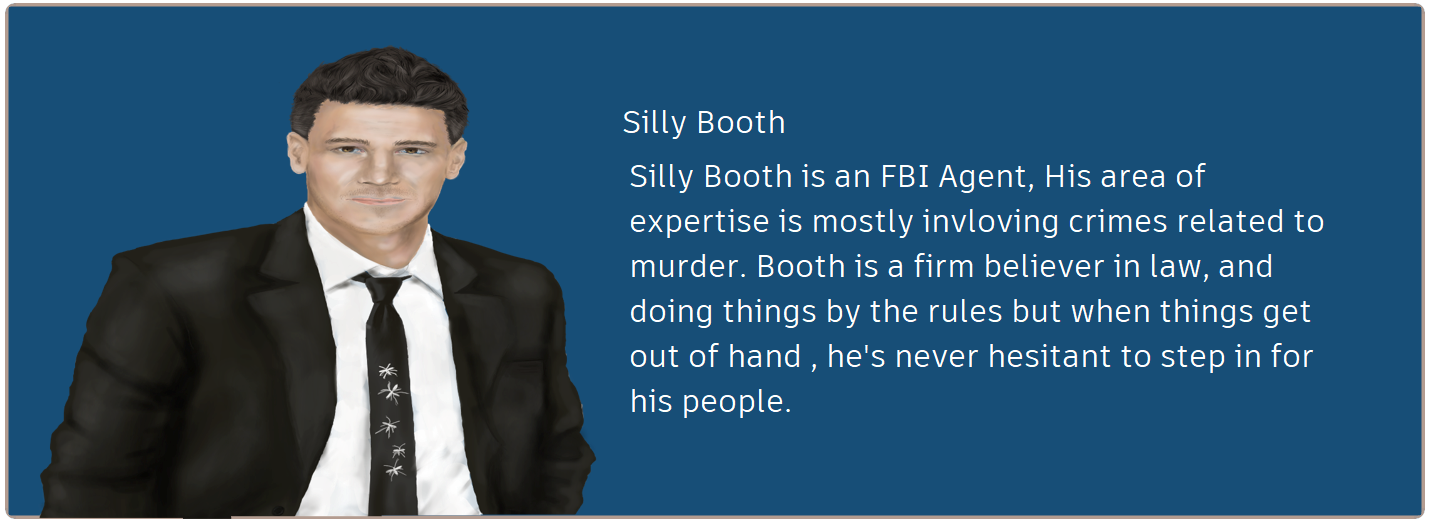 Silly Booth
Silly Booth is an FBI Agent, His area of
expertise is mostly invloving crimes related to
murder. Booth is a firm believer in law, and
doing things by the rules but when things get
out of hand , he's never hesitant to step in for
his people.